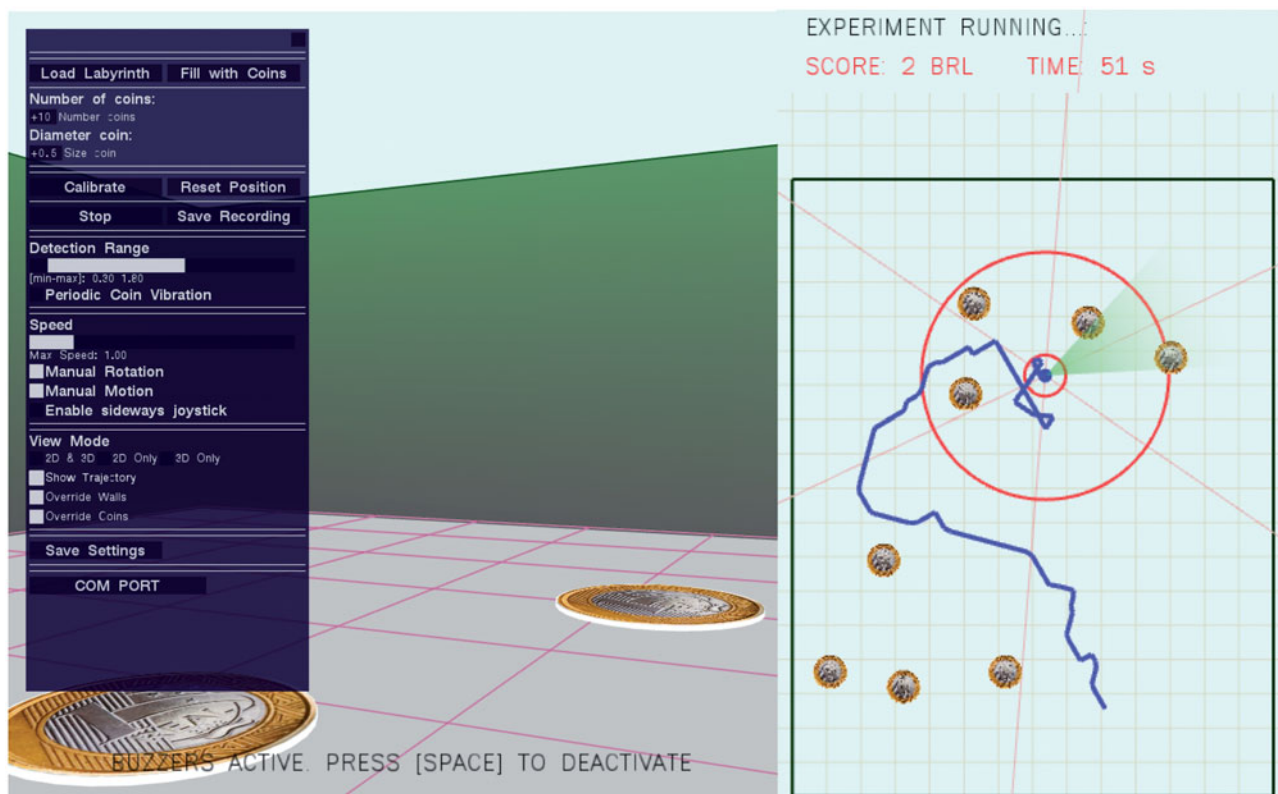 Load Labyrinth Fill with Coins
Number of coins:
+10 Number coins
Diameter coin:
+0.5 Size coin
Calibrate Reset Position
Stop Save Recording
Detection Range
[min-max]: 0.30 1.80
Periodic Coin Vibration
Speed
Max Speed: 1.00
Manual Rotation
Manual Motion
Enable sideways joystick
View Mode
2D & 3D 2D Only 3D Only
Show Trajectory
Override Walls
Override Coins
Save Settings
COM PORT
BUZZERS ACTIVE. PRESS [SPACE] TO DEACTIVATE
EXPERIMENT RUNNING...
SCORE: 2 BRL TIME: 51 s